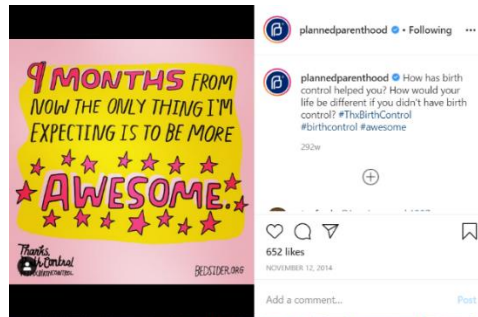 9 MONTHS FROM
NOW THE ONLY THING I'M
EXPECTING IS TO BE MORE
AWESOME.
Thanks,
Control
BEDSIDER.ORG
plannedparenthood • Following
plannedparenthood How has birth
control helped you? How would your
life be different if you didn't have birth
control? #ThxBirthControl
#birthcontrol #awesome
292w
652 likes
NOVEMBER 12, 2014
Add a comment...
Post